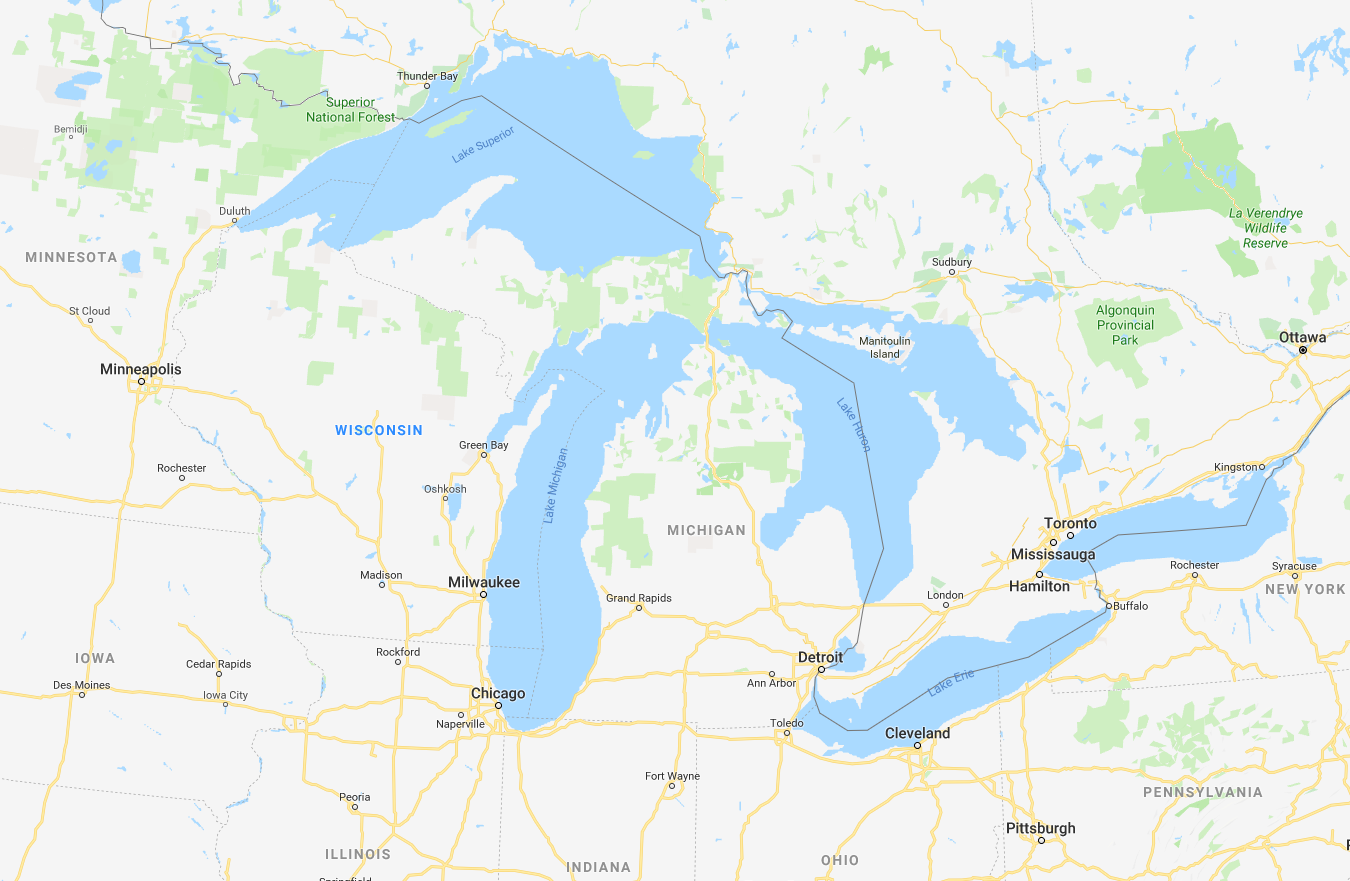 Thunder Bay
Superior
National Forest
Bemidji
Lake Superior
Duluth
La Verendrye
Wildlife
Reserve
MINNESOTA
Sudbury
St Cloud
Algonquin
Provincial
Park
Manitoulin
Island
Ottawa
Minneapolis
Lake Huron
WISCONSIN
Green Bay
Lake Michigan
Rochester
Kingston
Oshkosh
MICHIGAN
Toronto
Mississauga
Rochester
Syracuse
Madison
Milwaukee
Hamilton
NEW YORK
Grand Rapids
London
Buffalo
Rockford
IOWA
Cedar Rapids
Detroit
Des Moines
Iowa City
Chicago
Ann Arbor
Lake Erie
Naperville
Toledo
Cleveland
Fort Wayne
Peoria
PENNSYLVANIA
Pittsburgh
ILLINOIS
INDIANA
OHIO